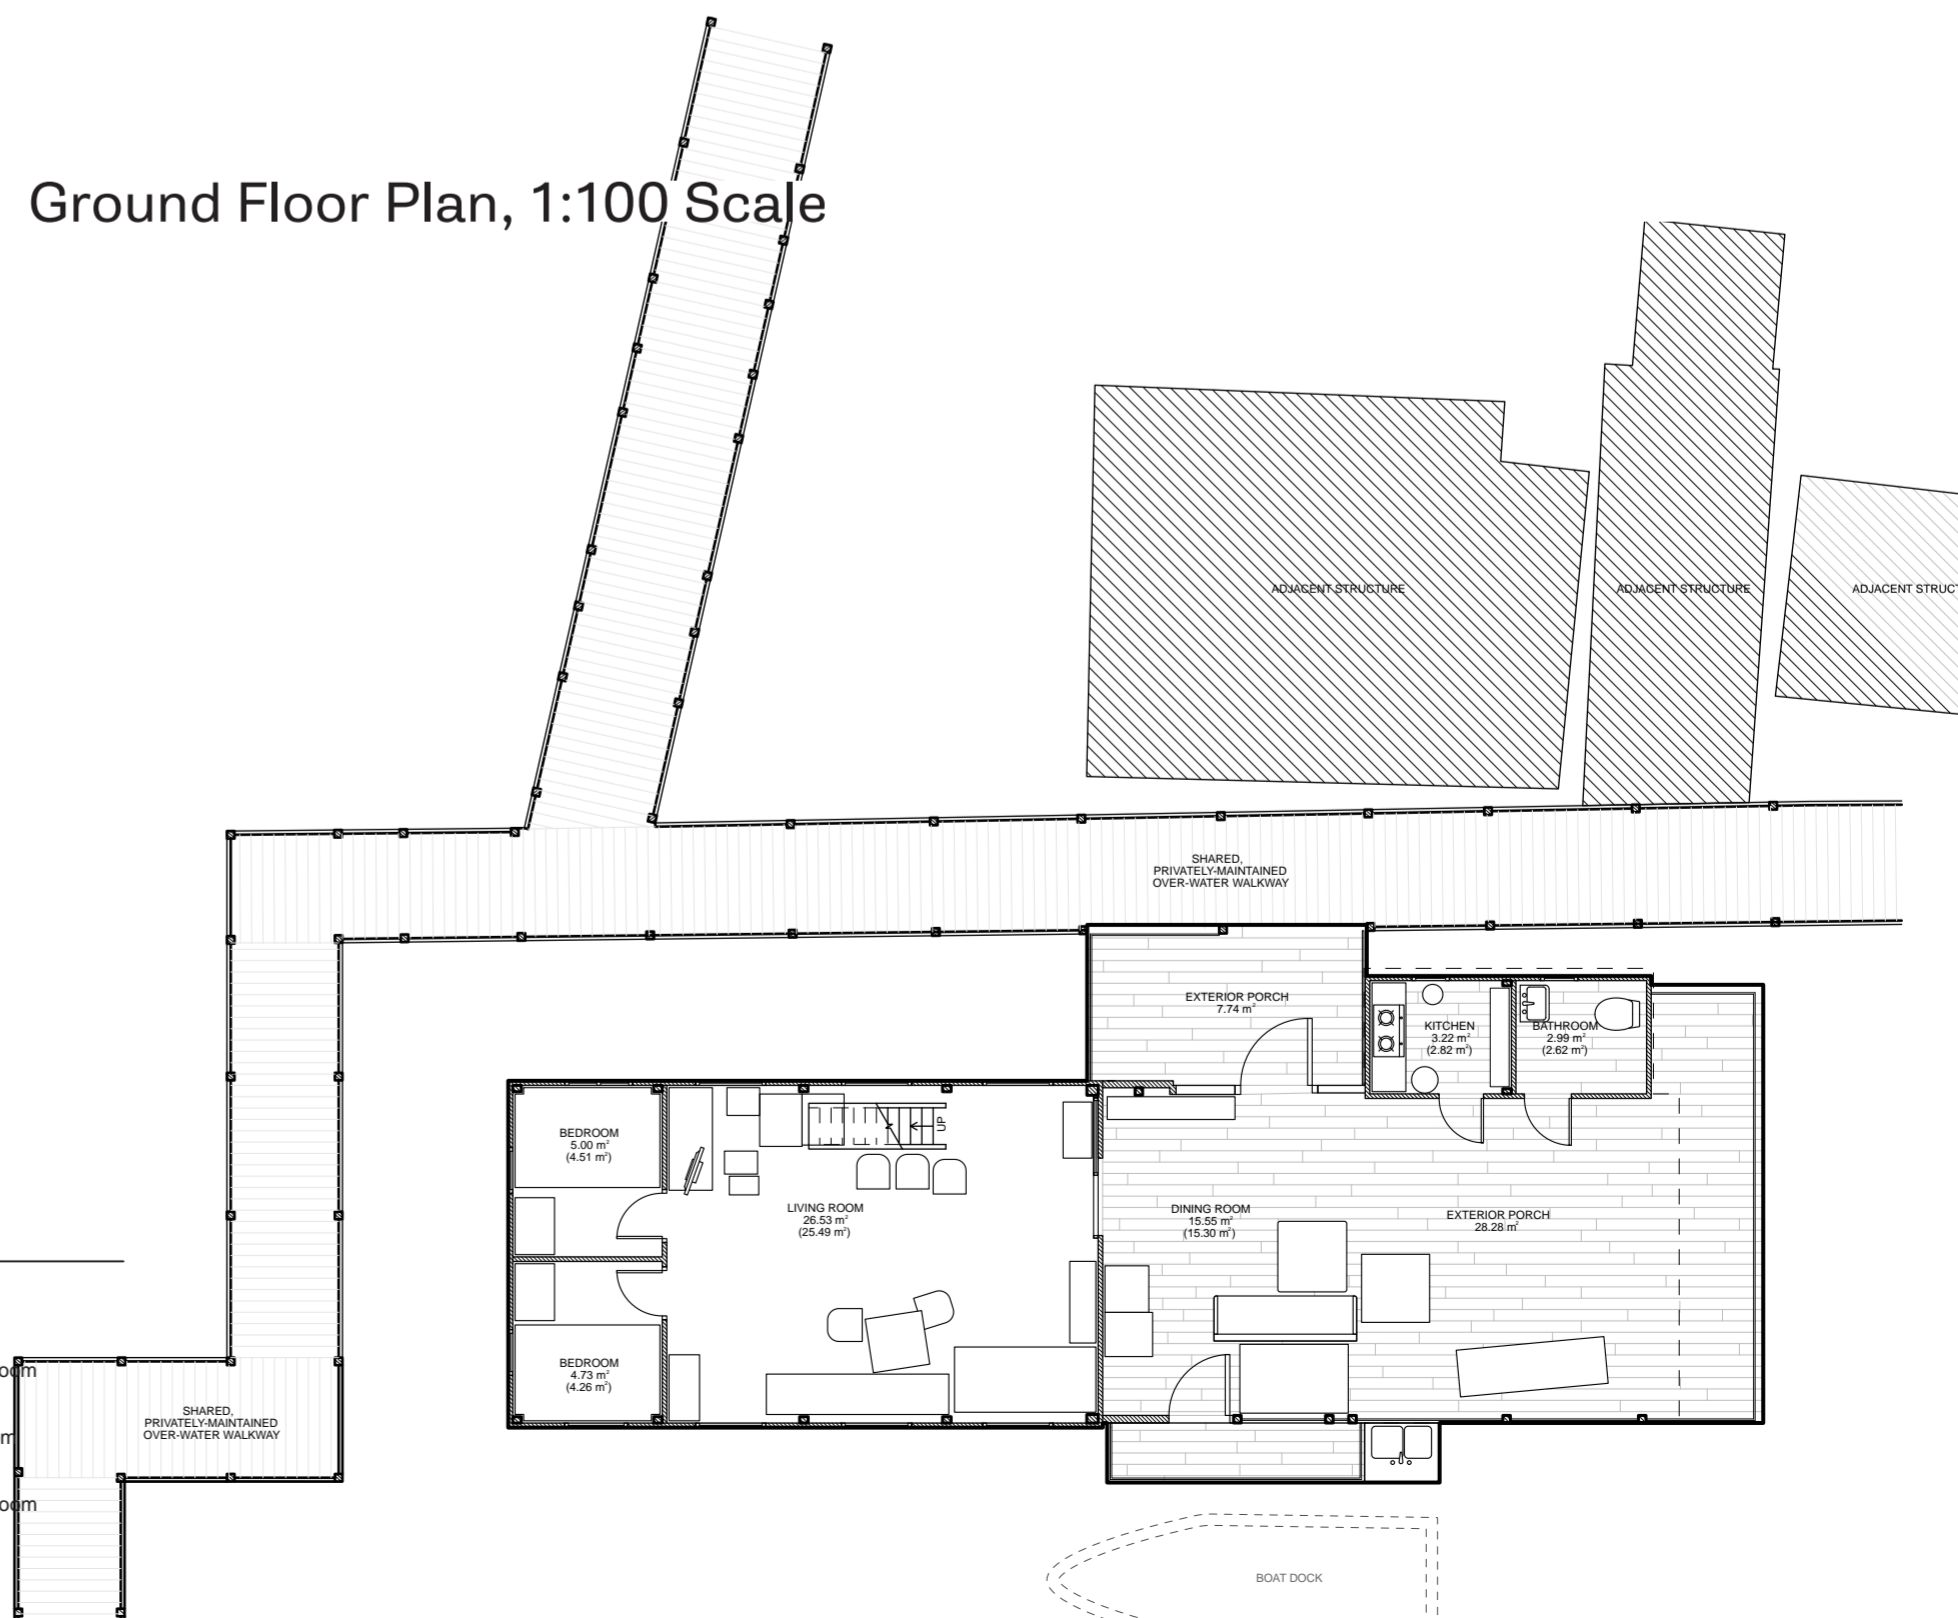 Ground Floor Plan, 1:100 Scale
ADJACENT STRUCTURE
ADJACENT STRUCTURE
ADJACENT STRUCT
SHARED,
PRIVATELY-MAINTAINED
OVER-WATER WALKWAY
EXTERIOR PORCH
7.74 m²
KITCHEN
3.22 m²
(2.82 m²)
BATHROOM
2.99 m²
(2.62 m²)
BEDROOM
5.00 m²
(4.51 m²)
UP
LIVING ROOM
26.53 m²
(25.49 m²)
DINING ROOM
15.55 m²
(15.30 m²)
EXTERIOR PORCH
28.28 m²
BEDROOM
4.73 m²
(4.26 m²)
oom
SHARED,
PRIVATELY-MAINTAINED
OVER-WATER WALKWAY
m
oom
BOAT DOCK